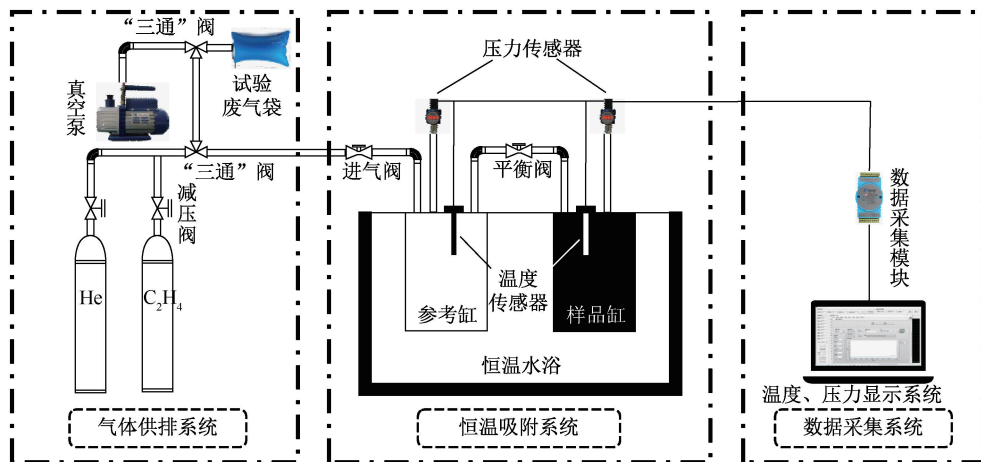 “三通”阀
真空泵
试验
废气袋
“三通”阀
减压阀
He
C₂H₄
气体供排系统
压力传感器
进气阀
平衡阀
温度
传感器
参考缸
样品缸
恒温水浴
恒温吸附系统
数据采集模块
温度、压力显示系统
数据采集系统